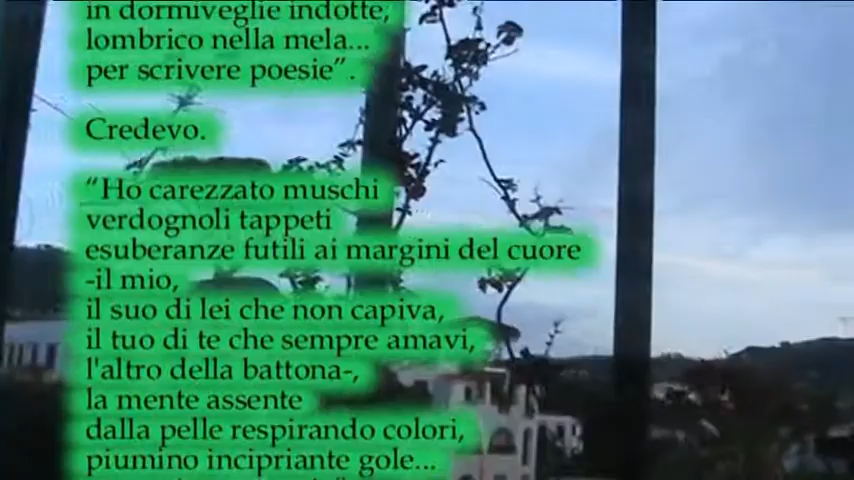 in dormiveglie indotte,
lombrico nella mela...
per scrivere poesie”.
Credevo.
“Ho carezzato muschi
verdognoli tappeti
esuberanze futili ai margini del cuore
-il mio,
il suo di lei che non capiva,
il tuo di te che sempre amavi,
l'altro della battona-,
la mente assente
dalla pelle respirando colori,
piumino incipriante gole...